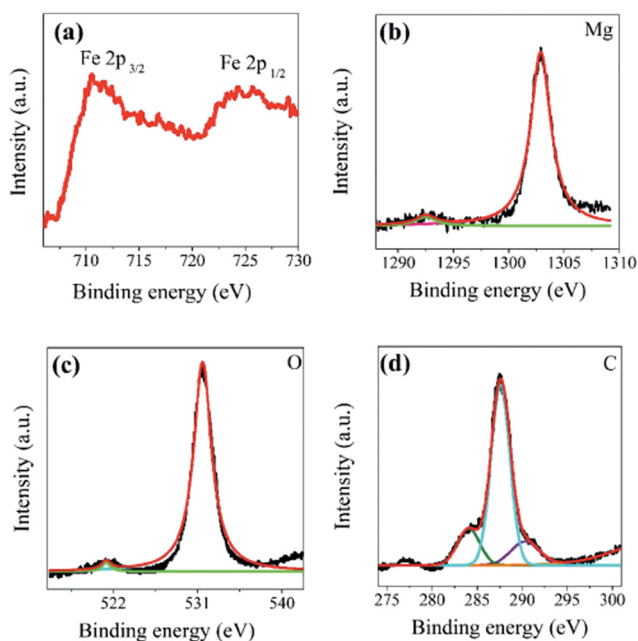 (a)
Fe 2p3/2
Fe 2p1/2
Intensity (a.u.)
710 715 720 725 730
Binding energy (eV)
(b)
Mg
Intensity (a.u.)
1290 1295 1300 1305 1310
Binding energy (eV)
(c)
O
Intensity (a.u.)
522 531 540
Binding energy (eV)
(d)
C
Intensity (a.u.)
275 280 285 290 295 300
Binding energy (eV)